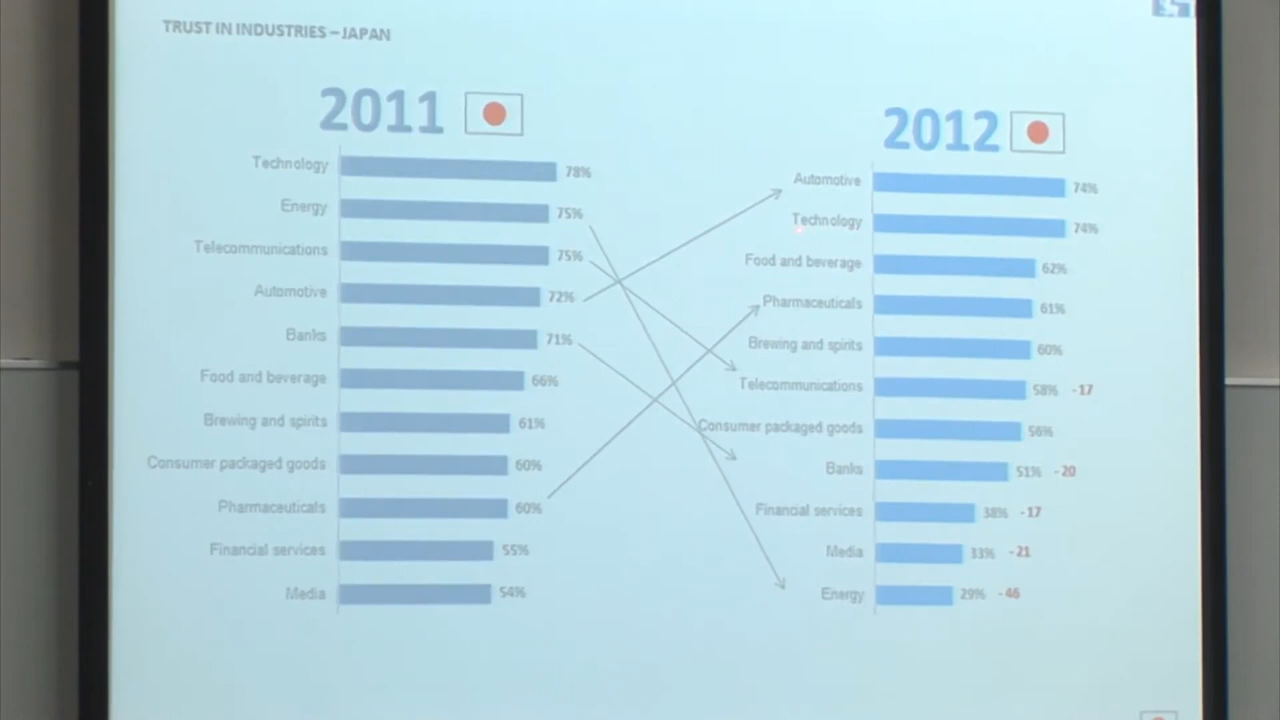 TRUST IN INDUSTRIES – JAPAN
2011
Technology 78%
Energy 75%
Telecommunications 75%
Automotive 72%
Banks 71%
Food and beverage 66%
Brewing and spirits 61%
Consumer packaged goods 60%
Pharmaceuticals 60%
Financial services 55%
Media 54%
2012
Automotive 74%
Technology 74%
Food and beverage 62%
Pharmaceuticals 61%
Brewing and spirits 60%
Telecommunications 58% -17
Consumer packaged goods 56%
Banks 51% -20
Financial services 38% -17
Media 33% -21
Energy 29% -46